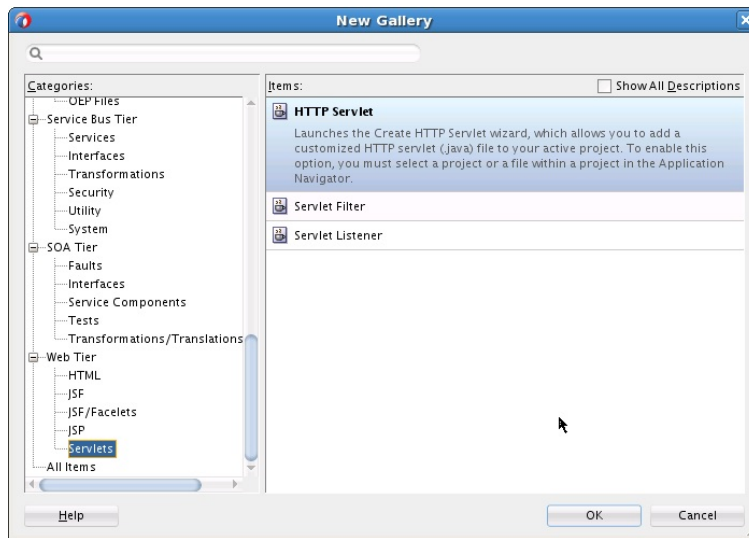 New Gallery
Categories:
OEP Files
Service Bus Tier
Services
Interfaces
Transformations
Security
Utility
System
SOA Tier
Faults
Interfaces
Service Components
Tests
Transformations/Translations
Web Tier
HTML
JSF
JSF/Facelets
JSP
Servlets
All Items
Items:
Show All Descriptions
HTTP Servlet
Launches the Create HTTP Servlet wizard, which allows you to add a
customized HTTP servlet (.java) file to your active project. To enable this
option, you must select a project or a file within a project in the Application
Navigator.
Servlet Filter
Servlet Listener
Help
OK
Cancel